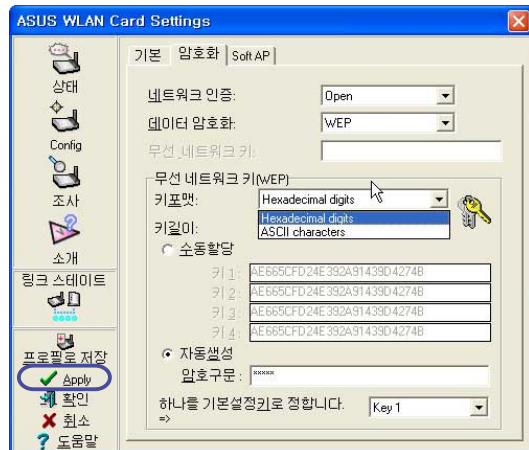 ASUS WLAN Card Settings
상태
Config
조사
소개
링크 스테이트
프로필로 저장
Apply
확인
취소
도움말
기본
암호화
Soft AP
네트워크 인증:
Open
데이터 암호화:
WEP
무선 네트워크 키:
무선 네트워크 키(WEP)
키포맷:
Hexadecimal digits
Hexadecimal digits
ASCII characters
키길이:
수동할당
키 1: AE665CFD24E392A91439D4274B
키 2: AE665CFD24E392A91439D4274B
키 3: AE665CFD24E392A91439D4274B
키 4: AE665CFD24E392A91439D4274B
자동생성
암호구문: *****
하나를 기본설정키로 정합니다.
=>
Key 1